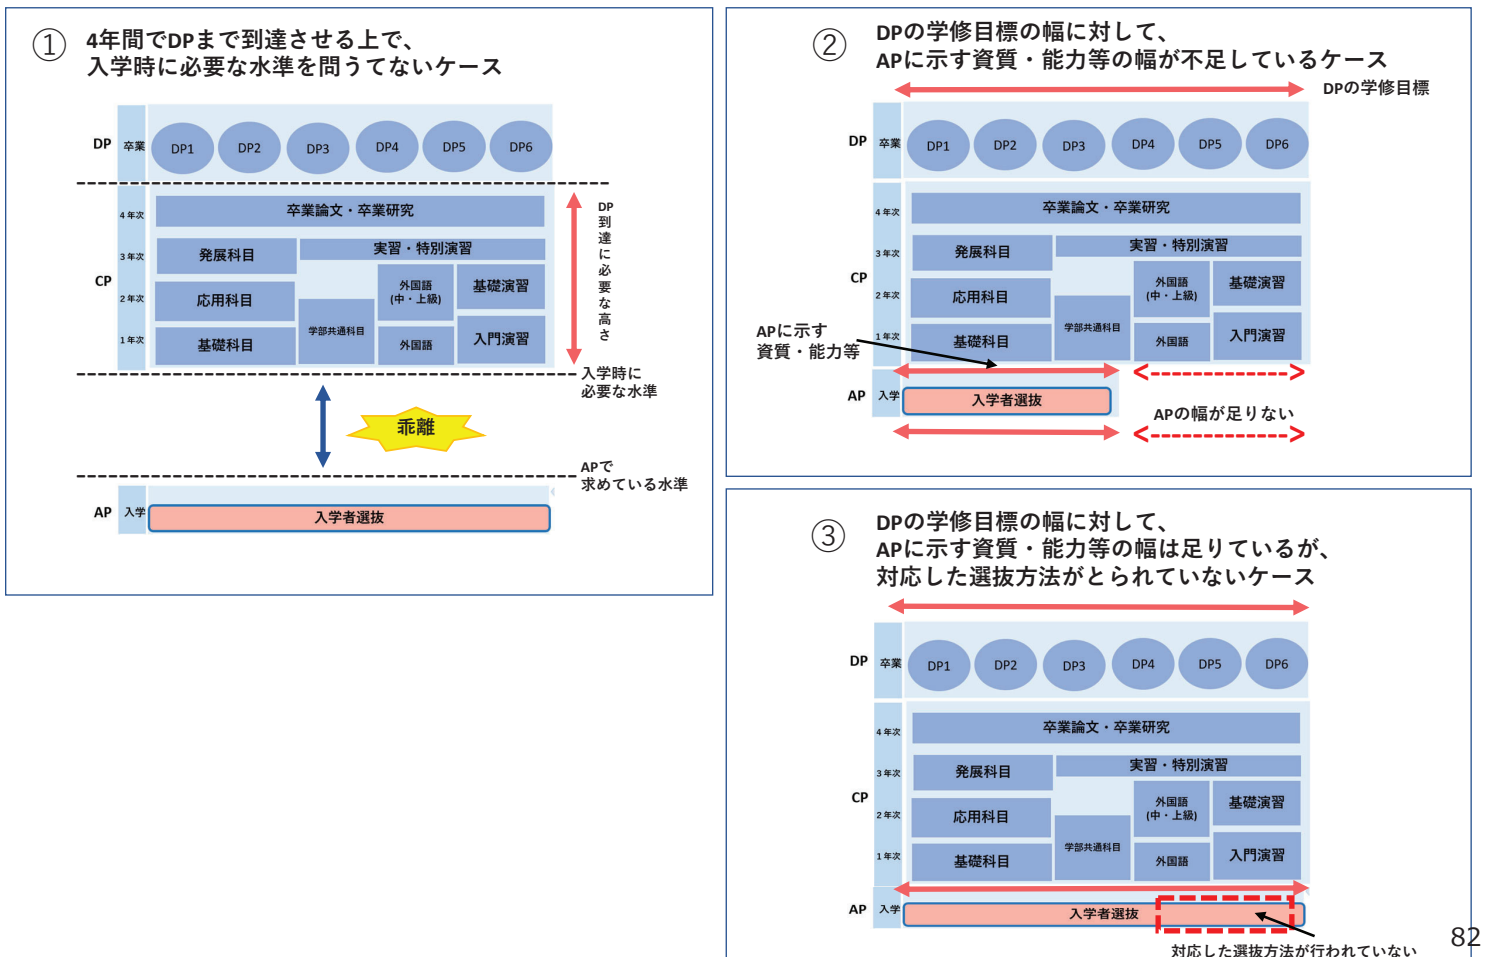 ① 4年間でDPまで到達させる上で、
入学時に必要な水準を問うてないケース
DP 卒業 DP1 DP2 DP3 DP4 DP5 DP6
4年次 卒業論文・卒業研究
3年次 発展科目 実習・特別演習
CP
2年次 応用科目 外国語 基礎演習
(中・上級)
学部共通科目
1年次 基礎科目 外国語 入門演習
DP到達に必要な高さ
入学時に
必要な水準
乖離
APで
求めている水準
AP 入学 入学者選抜
② DPの学修目標の幅に対して、
APに示す資質・能力等の幅が不足しているケース
DPの学修目標
DP 卒業 DP1 DP2 DP3 DP4 DP5 DP6
4年次 卒業論文・卒業研究
3年次 発展科目 実習・特別演習
CP
2年次 応用科目 外国語 基礎演習
(中・上級)
学部共通科目
1年次 基礎科目 外国語 入門演習
APに示す
資質・能力等
AP 入学 入学者選抜
APの幅が足りない
③ DPの学修目標の幅に対して、
APに示す資質・能力等の幅は足りているが、
対応した選抜方法がとられていないケース
DP 卒業 DP1 DP2 DP3 DP4 DP5 DP6
4年次 卒業論文・卒業研究
3年次 発展科目 実習・特別演習
CP
2年次 応用科目 外国語 基礎演習
(中・上級)
学部共通科目
1年次 基礎科目 外国語 入門演習
AP 入学 入学者選抜
対応した選抜方法が行われていない
82